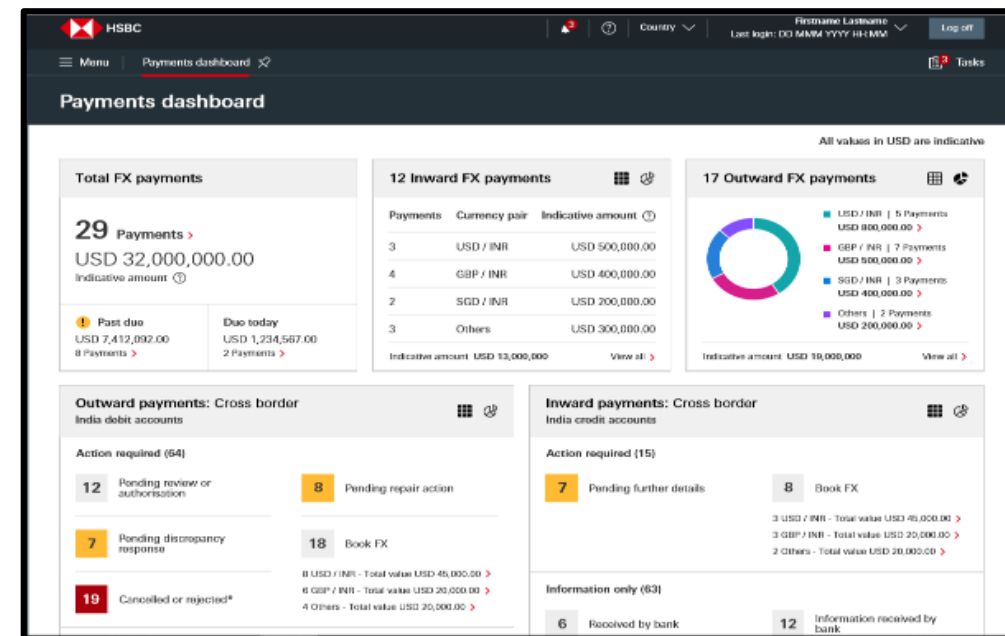 HSBC
3
Country
Firstname Lastname
Last login: DD MMM YYYY HH:MM
Log off
Menu
Payments dashboard
3
Tasks
Payments dashboard
All values in USD are indicative
Total FX payments
29 Payments >
USD 32,000,000.00
Indicative amount ?
! Past due
USD 7,412,092.00
8 Payments >
Due today
USD 1,234,567.00
2 Payments >
12 Inward FX payments
Payments Currency pair Indicative amount ?
3 USD / INR USD 500,000.00
4 GBP / INR USD 400,000.00
2 SGD / INR USD 200,000.00
3 Others USD 300,000.00
Indicative amount USD 13,000,000 View all >
17 Outward FX payments
USD / INR | 5 Payments
USD 800,000.00 >
GBP / INR | 7 Payments
USD 500,000.00 >
SGD / INR | 3 Payments
USD 400,000.00 >
Others | 2 Payments
USD 200,000.00 >
Indicative amount USD 19,000,000 View all >
Outward payments: Cross border
India debit accounts
Action required (64)
12 Pending review or
authorisation
8 Pending repair action
7 Pending discrepancy
response
18 Book FX
8 USD / INR - Total value USD 45,000.00 >
6 GBP / INR - Total value USD 20,000.00 >
4 Others - Total value USD 20,000.00 >
19 Cancelled or rejected*
Inward payments: Cross border
India credit accounts
Action required (15)
7 Pending further details
8 Book FX
3 USD / INR - Total value USD 45,000.00 >
3 GBP / INR - Total value USD 20,000.00 >
2 Others - Total value USD 20,000.00 >
Information only (63)
6 Received by bank
12 Information received by
bank